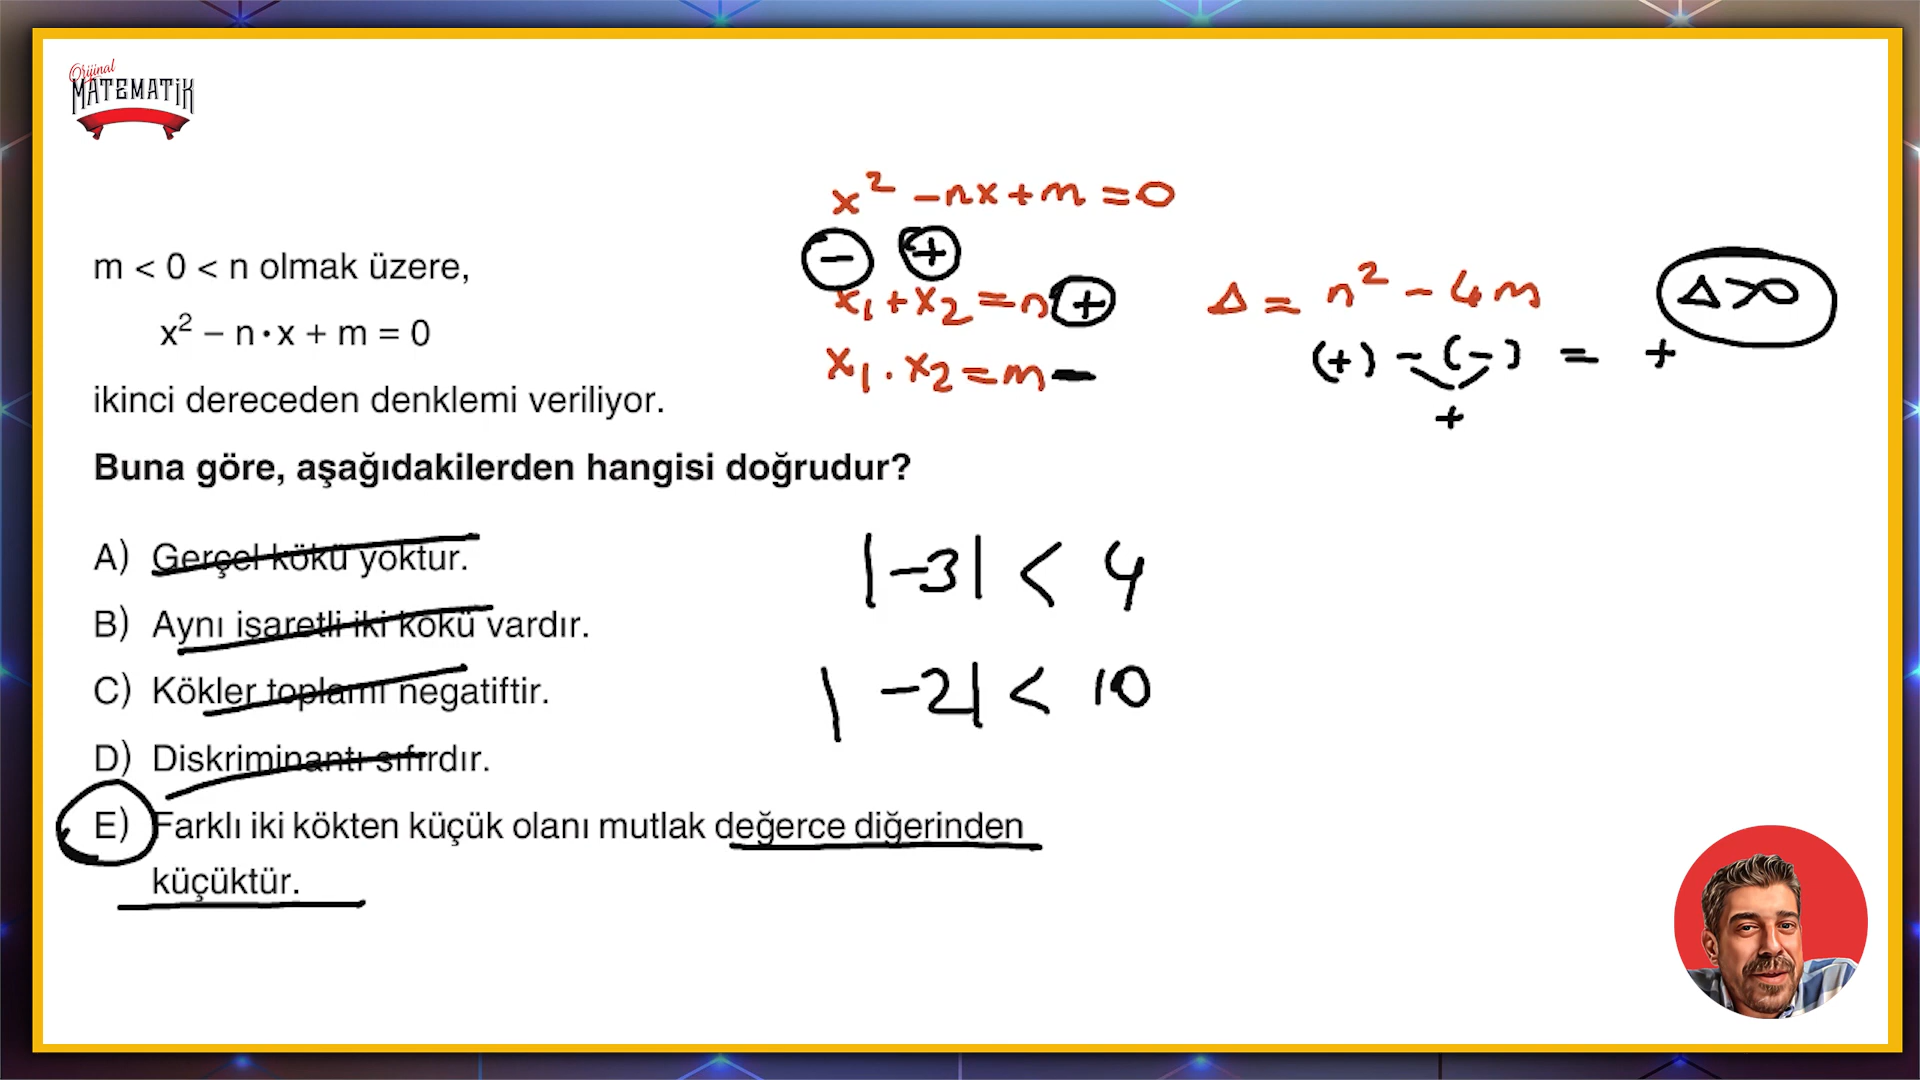 Orijinal
MATEMATİK
m < 0 < n olmak üzere,
x² – n·x + m = 0
ikinci dereceden denklemi veriliyor.
Buna göre, aşağıdakilerden hangisi doğrudur?
A) Gerçel kökü yoktur.
B) Aynı işaretli iki kökü vardır.
C) Kökler toplamı negatiftir.
D) Diskriminantı sıfırdır.
E) Farklı iki kökten küçük olanı mutlak değerce diğerinden
küçüktür.
x² – nx + m = 0
– +
x₁ + x₂ = n +
x₁ . x₂ = m –
Δ = n² – 4m
(+) – (–) = +
+
Δ>0
|–3| < 4
|–2| < 10